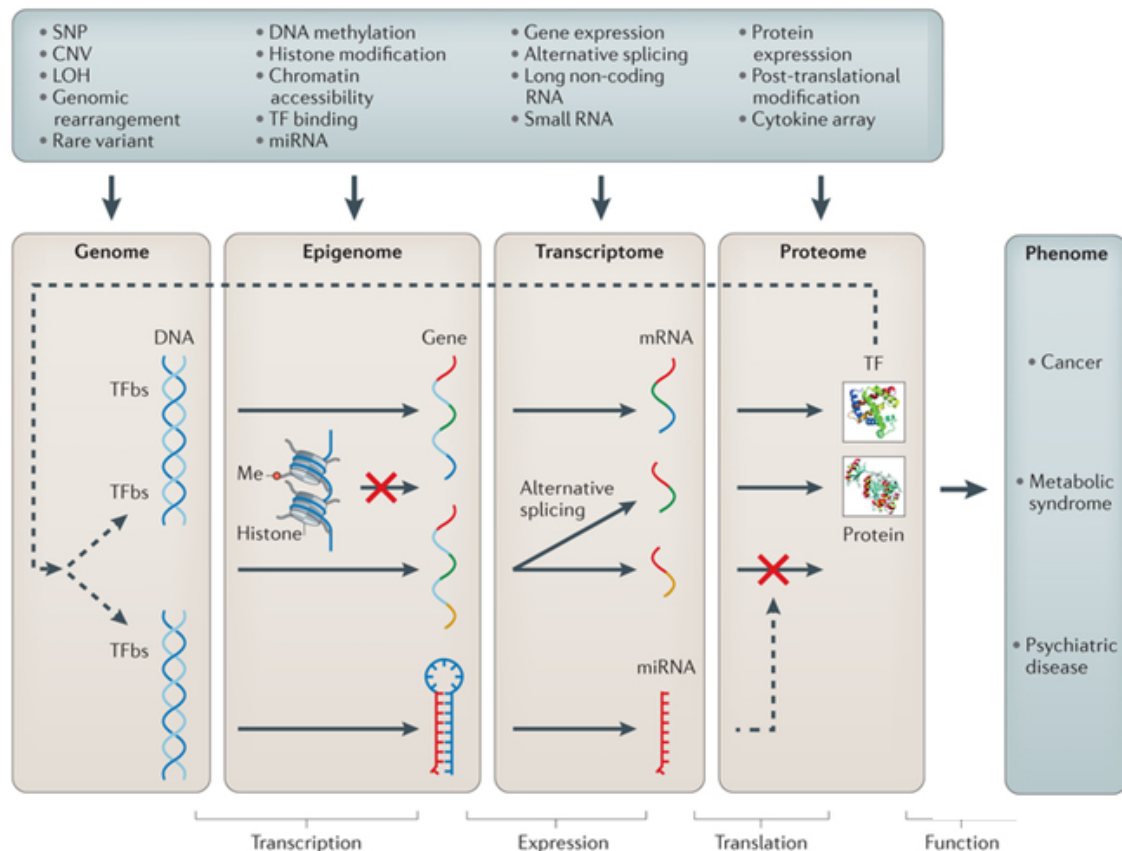 • SNP
• CNV
• LOH
• Genomic
rearrangement
• Rare variant
• DNA methylation
• Histone modification
• Chromatin
accessibility
• TF binding
• miRNA
• Gene expression
• Alternative splicing
• Long non-coding
RNA
• Small RNA
• Protein
expresssion
• Post-translational
modification
• Cytokine array
Genome
Epigenome
Transcriptome
Proteome
Phenome
DNA
TFbs
TFbs
TFbs
Gene
Me
Histone
mRNA
Alternative
splicing
miRNA
TF
Protein
• Cancer
• Metabolic
syndrome
• Psychiatric
disease
Transcription
Expression
Translation
Function